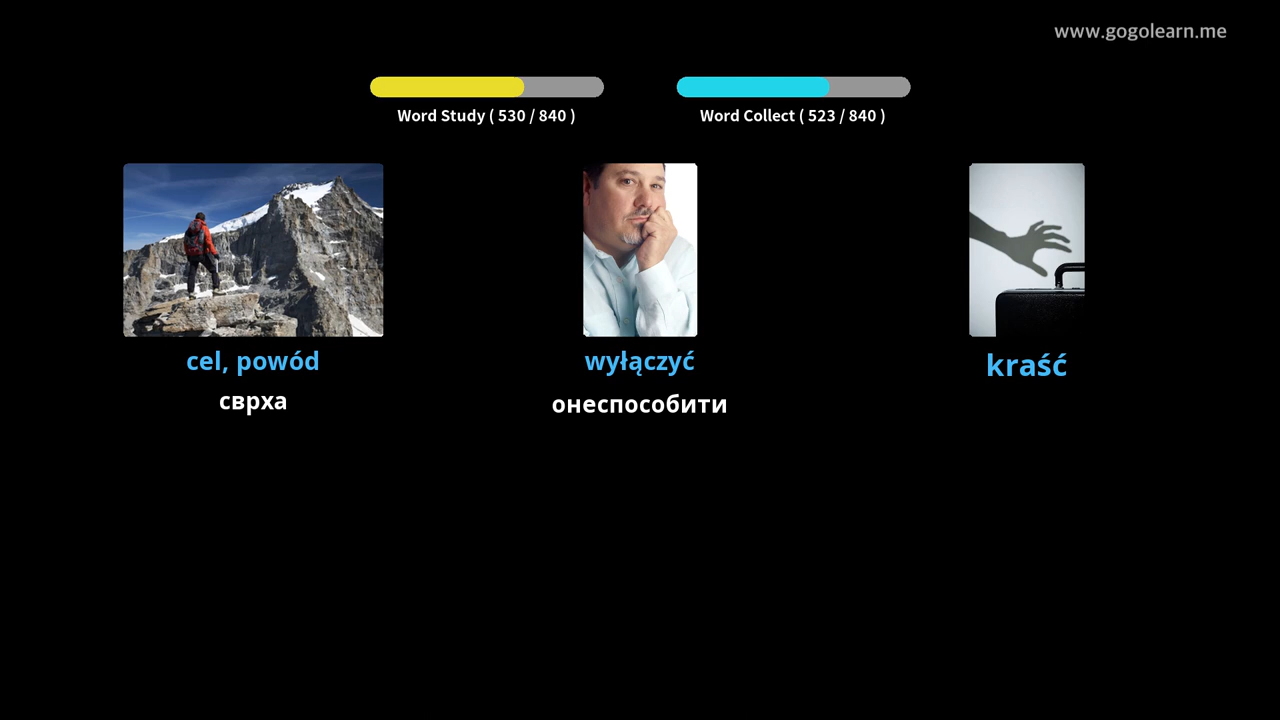 www.gogolearn.me
Word Study ( 530 / 840 )
Word Collect ( 523 / 840 )
cel, powód
сврха
wyłączyć
онеспособити
kraść